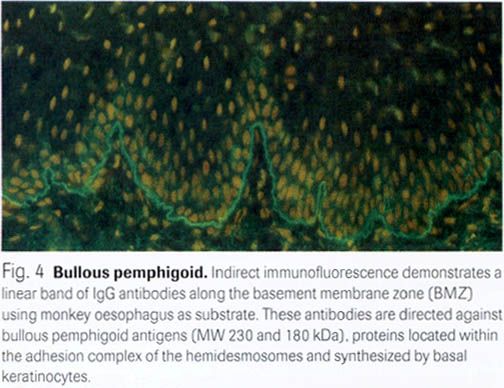 Fig. 4 Bullous pemphigoid. Indirect immunofluorescence demonstrates a
linear band of IgG antibodies along the basement membrane zone (BMZ)
using monkey oesophagus as substrate. These antibodies are directed against
bullous pemphigoid antigens (MW 230 and 180 kDa), proteins located within
the adhesion complex of the hemidesmosomes and synthesized by basal
keratinocytes.